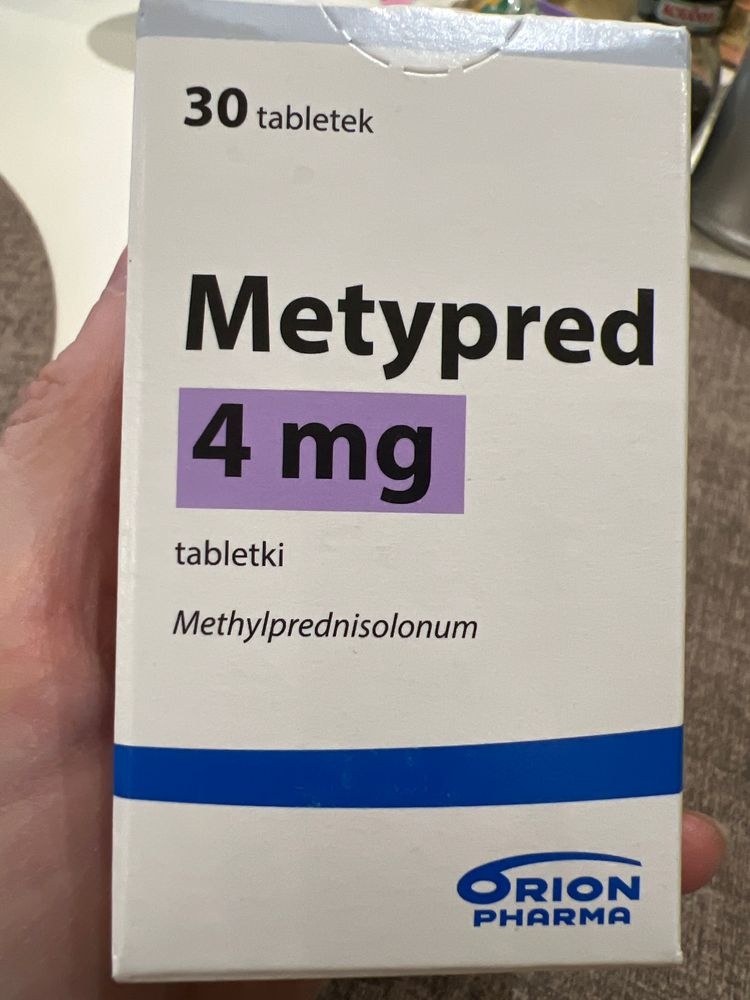 30 tabletek
Metypred
4 mg
tabletki
Methylprednisolonum
ORION
PHARMA